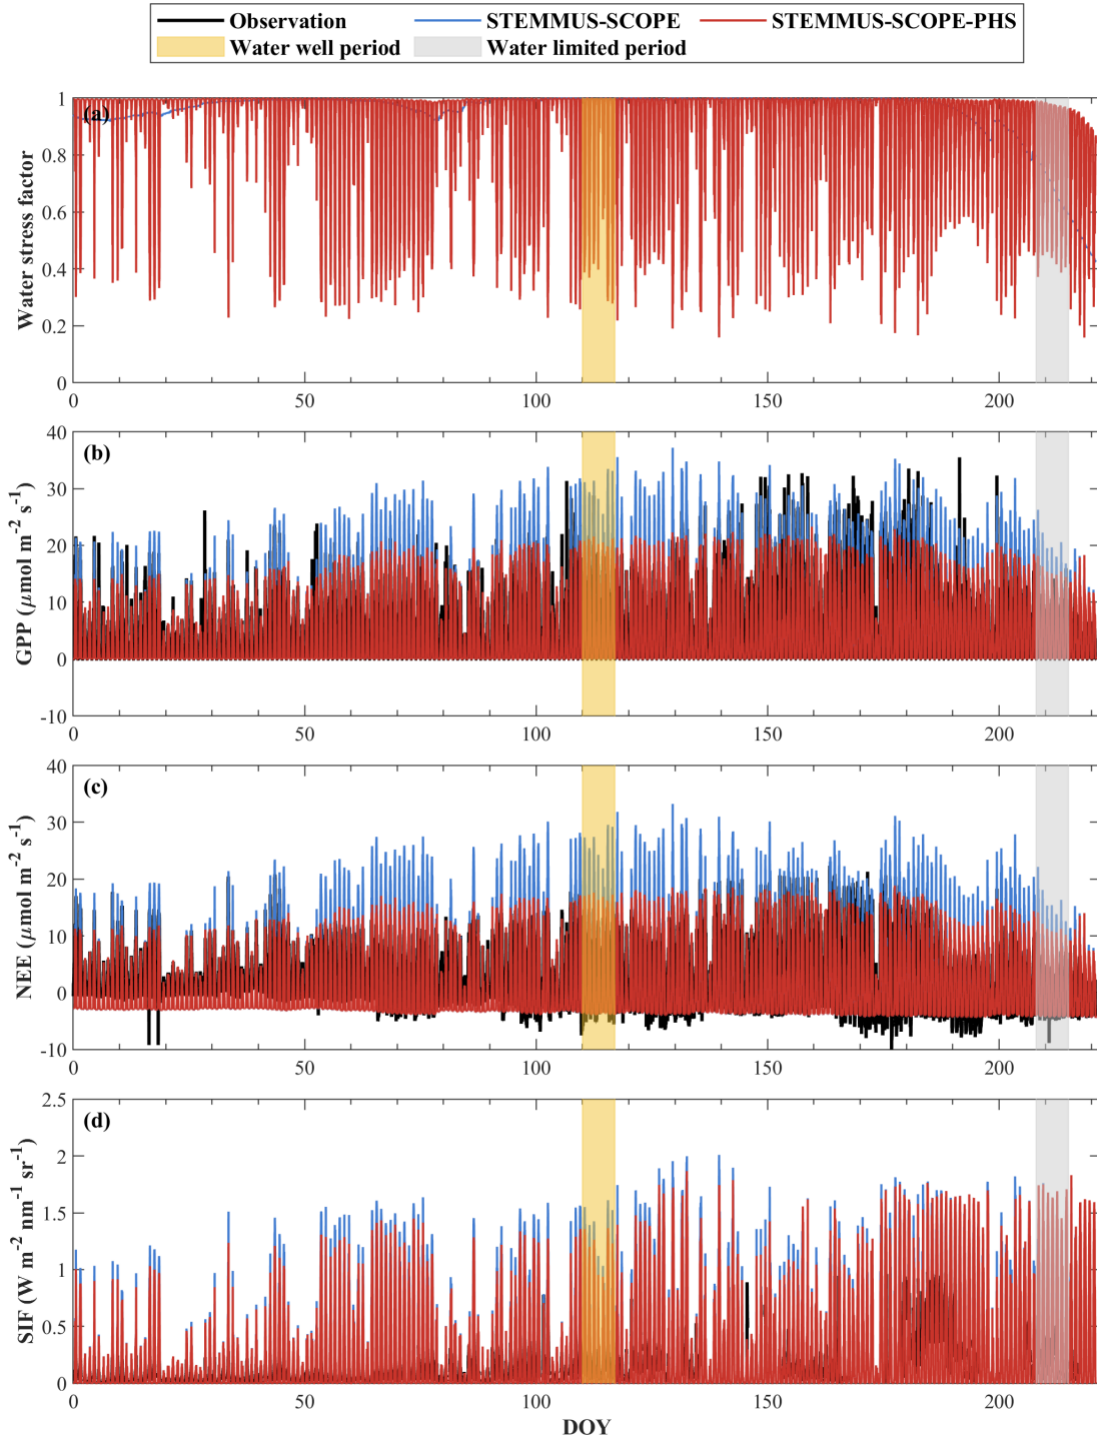 Observation STEMMUS-SCOPE STEMMUS-SCOPE-PHS
Water well period Water limited period
(a)
Water stress factor
1
0.8
0.6
0.4
0.2
0
0 50 100 150 200
(b)
GPP (μmol m⁻² s⁻¹)
40
30
20
10
0
-10
0 50 100 150 200
(c)
NEE (μmol m⁻² s⁻¹)
40
30
20
10
0
-10
0 50 100 150 200
(d)
SIF (W m⁻² nm⁻¹ sr⁻¹)
2.5
2
1.5
1
0.5
0
0 50 100 150 200
DOY